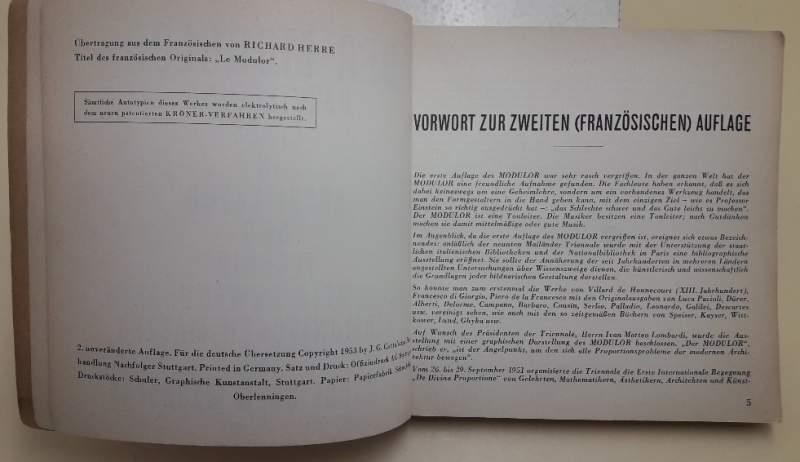 Übertragung aus dem Französischen von RICHARD HERRE
Titel des französischen Originals: „Le Modulor“.
Sämtliche Autotypien dieses Werkes wurden elektrolytisch nach
dem neuen patentierten KRÖNER-VERFAHREN hergestellt.
2. unveränderte Auflage. Für die deutsche Übersetzung Copyright 1953 by J. G. Cotta'sche
handlung Nachfolger Stuttgart. Printed in Germany. Satz und Druck: Offizindruck AG Stuttgart
Druckstöcke: Schuler, Graphische Kunstanstalt, Stuttgart. Papier: Papierfabrik
Oberlenningen.
VORWORT ZUR ZWEITEN (FRANZÖSISCHEN) AUFLAGE
Die erste Auflage des MODULOR war sehr rasch vergriffen. In der ganzen Welt hat der
MODULOR eine freundliche Aufnahme gefunden. Die Fachleute haben erkannt, daß es sich
dabei keineswegs um eine Geheimlehre, sondern um ein vorhandenes Werkzeug handelt, das
man den Formgestaltern in die Hand geben kann, mit dem einzigen Ziel – wie es Professor
Einstein so richtig ausgedrückt hat –: „das Schlechte schwer und das Gute leicht zu machen“.
Der MODULOR ist eine Tonleiter. Die Musiker besitzen eine Tonleiter; nach Gutdünken
machen sie damit mittelmäßige oder gute Musik.
Im Augenblick, da die erste Auflage des MODULOR vergriffen ist, ereignet sich etwas Bezeich-
nendes: anläßlich der neunten Mailänder Triennale wurde mit der Unterstützung der staat-
lichen italienischen Bibliotheken und der Nationalbibliothek in Paris eine bibliographische
Ausstellung eröffnet. Sie sollte der Annäherung der seit Jahrhunderten in mehreren Ländern
angestellten Untersuchungen über Wissenszweige dienen, die künstlerisch und wissenschaftlich
die Grundlagen jeder bildnerischen Gestaltung darstellen.
So konnte man zum erstenmal die Werke von Villard de Honnecourt (XIII. Jahrhundert),
Francesco di Giorgio, Piero de la Francesca mit den Originalausgaben von Luca Pacioli, Dürer,
Alberti, Delorme, Campano, Barbaro, Cousin, Serlio, Palladio, Leonardo, Galilei, Descartes
usw. vereinigt sehen, wie auch mit den so zeitgemäßen Büchern von Speiser, Kayser, Witt-
kower, Lund, Ghyka usw.
Auf Wunsch des Präsidenten der Triennale, Herrn Ivan Matteo Lombardi, wurde die Aus-
stellung mit einer graphischen Darstellung des MODULOR beschlossen. „Der MODULOR“,
schrieb er, „ist der Angelpunkt, um den sich alle Proportionsprobleme der modernen Archi-
tektur bewegen“.
Vom 26. bis 29. September 1951 organisierte die Triennale die Erste Internationale Begegnung
„De Divina Proportione“ von Gelehrten, Mathematikern, Ästhetikern, Architekten und Künst-
5